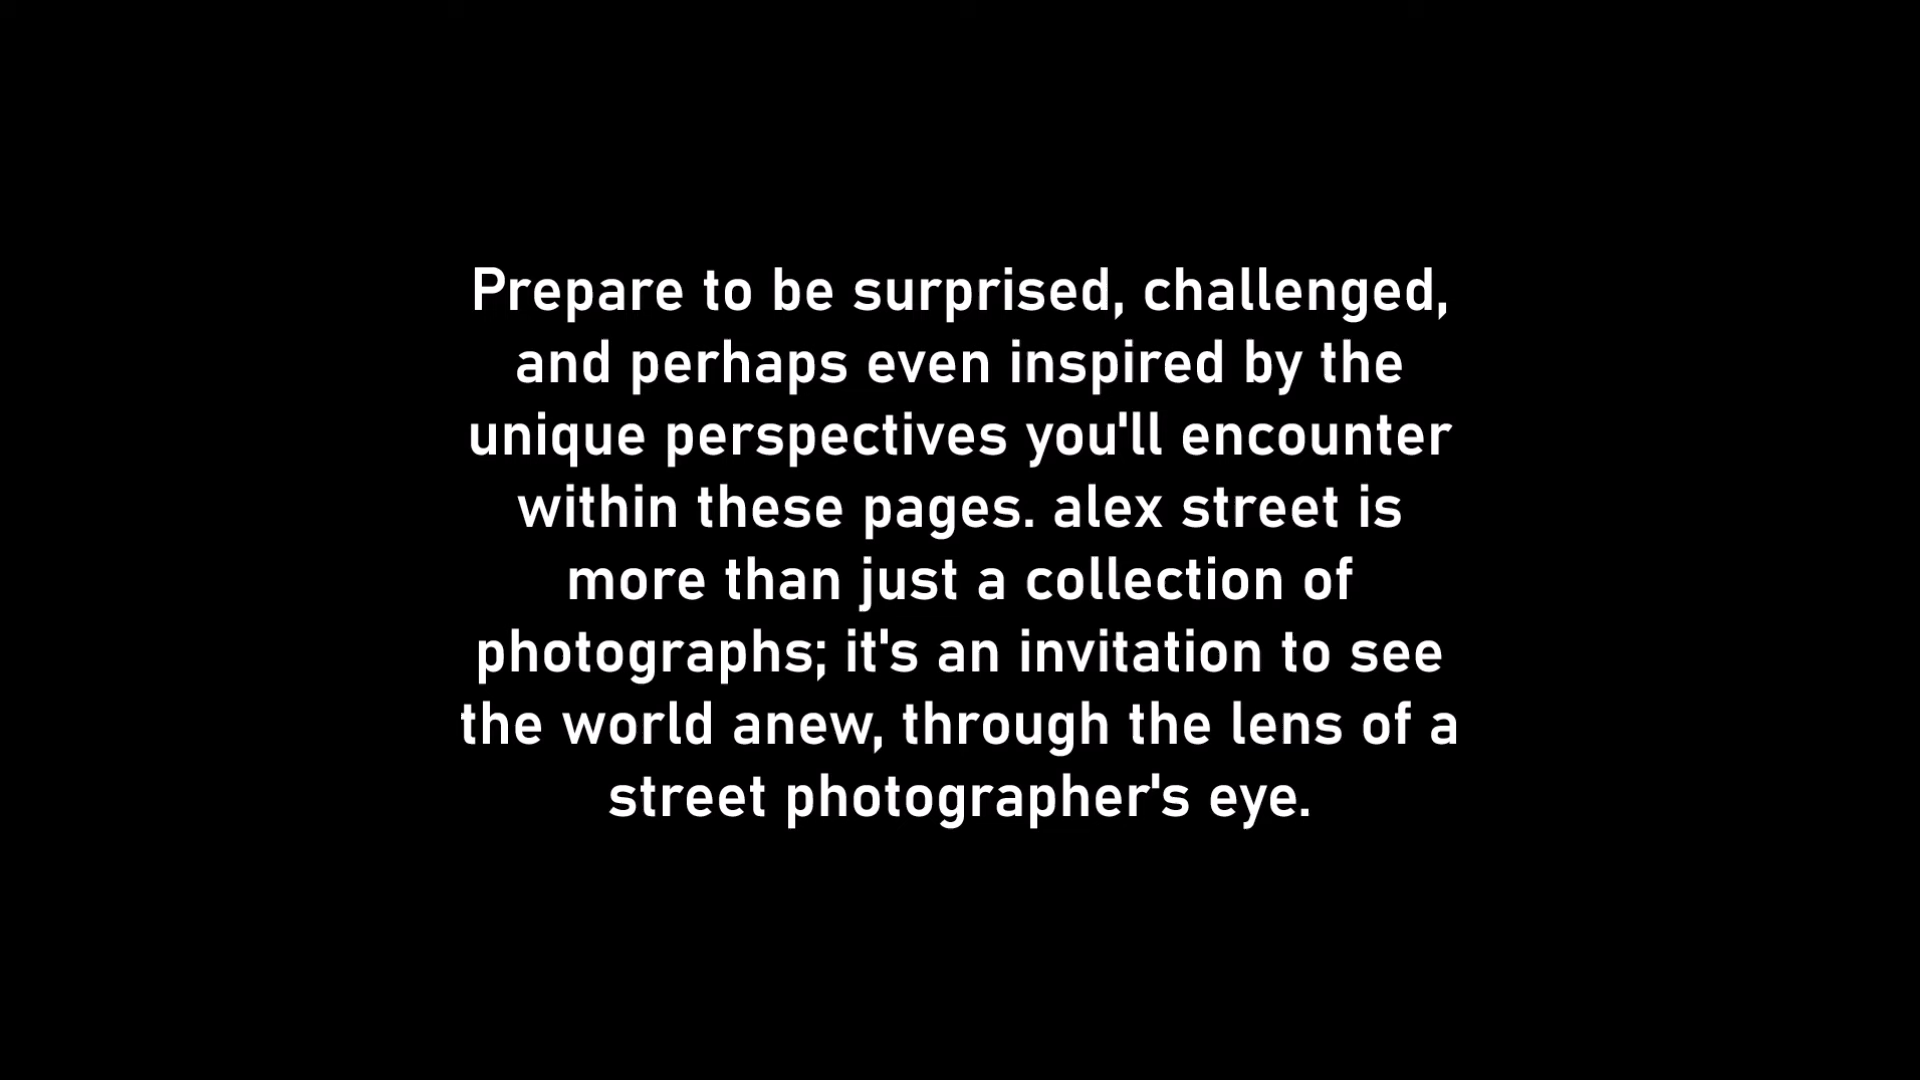 Prepare to be surprised, challenged,
and perhaps even inspired by the
unique perspectives you'll encounter
within these pages. alex street is
more than just a collection of
photographs; it's an invitation to see
the world anew, through the lens of a
street photographer's eye.